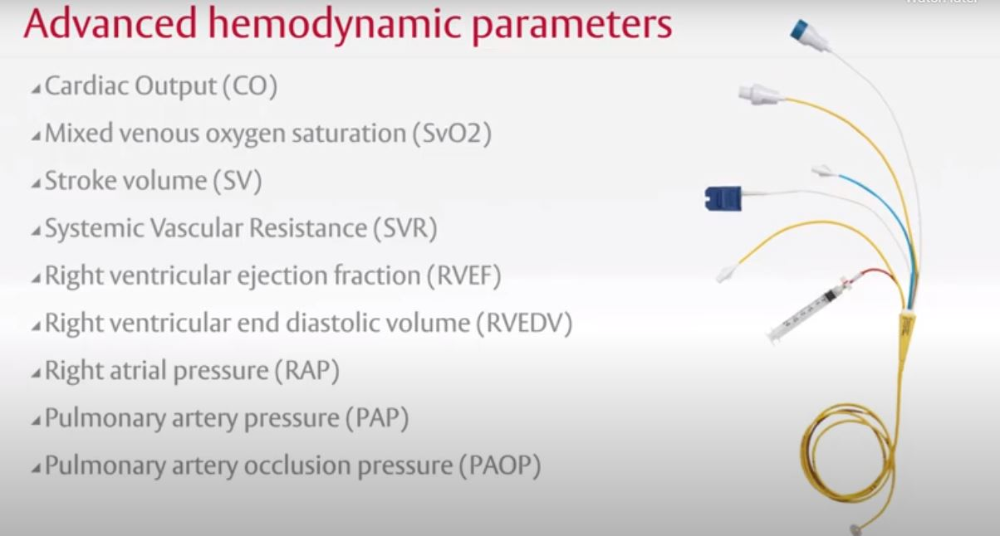 Advanced hemodynamic parameters
Cardiac Output (CO)
Mixed venous oxygen saturation (SvO2)
Stroke volume (SV)
Systemic Vascular Resistance (SVR)
Right ventricular ejection fraction (RVEF)
Right ventricular end diastolic volume (RVEDV)
Right atrial pressure (RAP)
Pulmonary artery pressure (PAP)
Pulmonary artery occlusion pressure (PAOP)